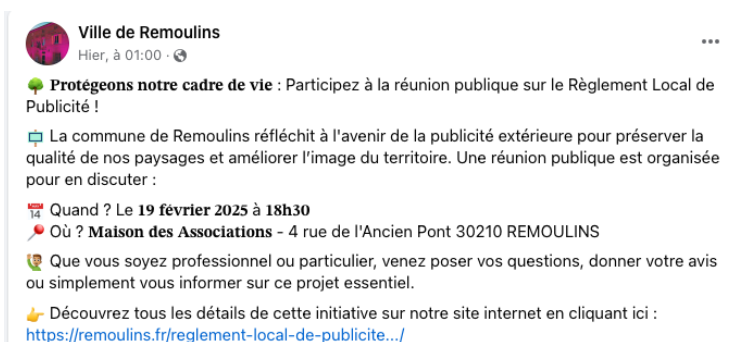 Ville de Remoulins
Hier, à 01:00 ·
Protégeons notre cadre de vie : Participez à la réunion publique sur le Règlement Local de
Publicité !
La commune de Remoulins réfléchit à l'avenir de la publicité extérieure pour préserver la
qualité de nos paysages et améliorer l'image du territoire. Une réunion publique est organisée
pour en discuter :
Quand ? Le 19 février 2025 à 18h30
Où ? Maison des Associations - 4 rue de l'Ancien Pont 30210 REMOULINS
Que vous soyez professionnel ou particulier, venez poser vos questions, donner votre avis
ou simplement vous informer sur ce projet essentiel.
Découvrez tous les détails de cette initiative sur notre site internet en cliquant ici :
https://remoulins.fr/reglement-local-de-publicite.../